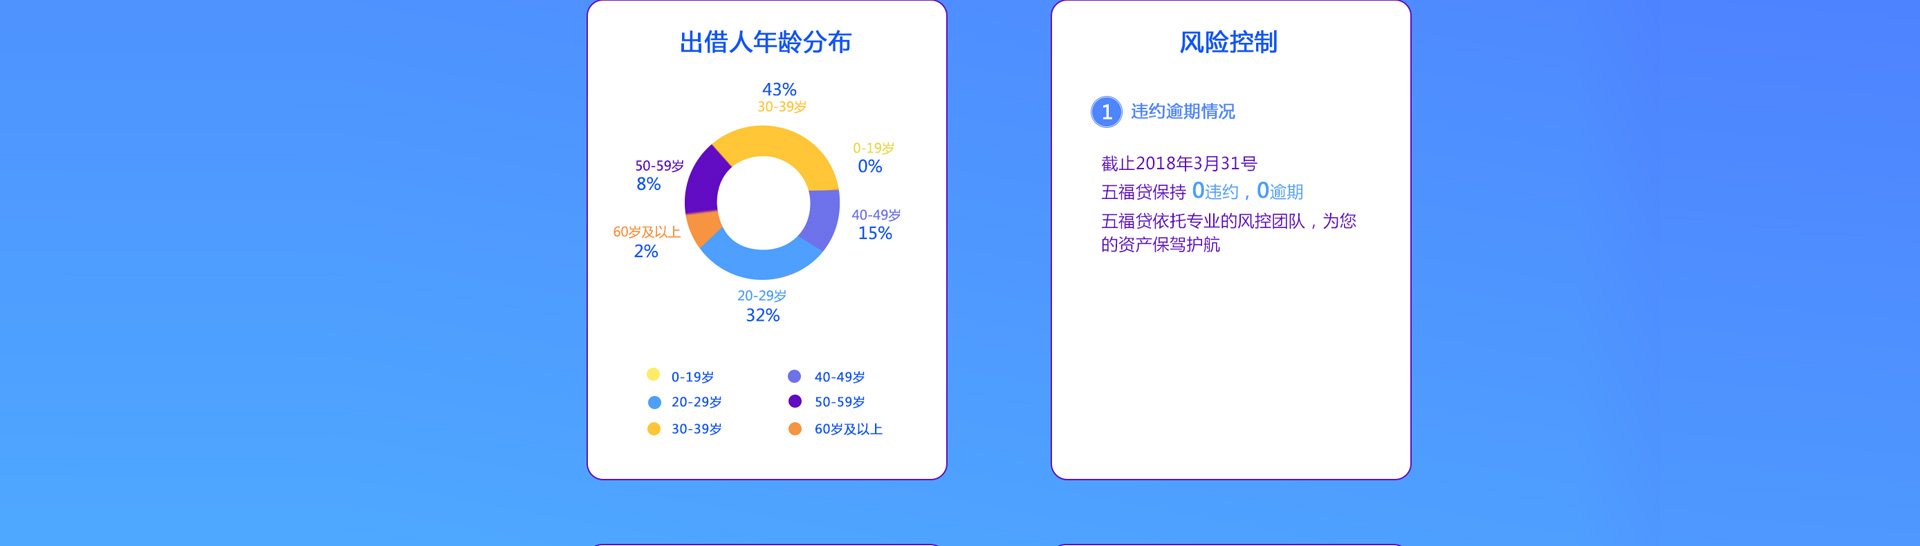 出借人年龄分布
43%
30-39岁
0-19岁
0%
50-59岁
8%
40-49岁
15%
60岁及以上
2%
20-29岁
32%
0-19岁
40-49岁
20-29岁
50-59岁
30-39岁
60岁及以上
风险控制
1 违约逾期情况
截止2018年3月31号
五福贷保持 0违约，0逾期
五福贷依托专业的风控团队，为您
的资产保驾护航